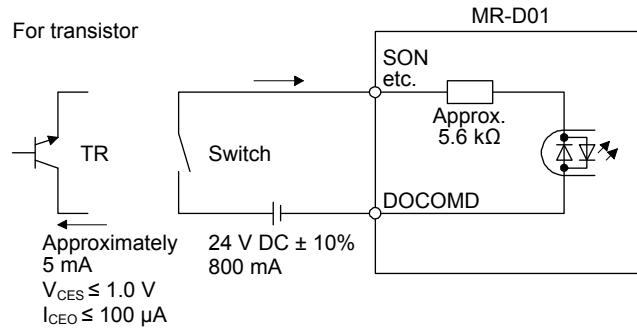 For transistor
MR-D01
SON
etc.
Approx.
5.6 kΩ
TR
Switch
DOCOMD
Approximately
5 mA
V_CES ≤ 1.0 V
I_CEO ≤ 100 µA
24 V DC ± 10%
800 mA